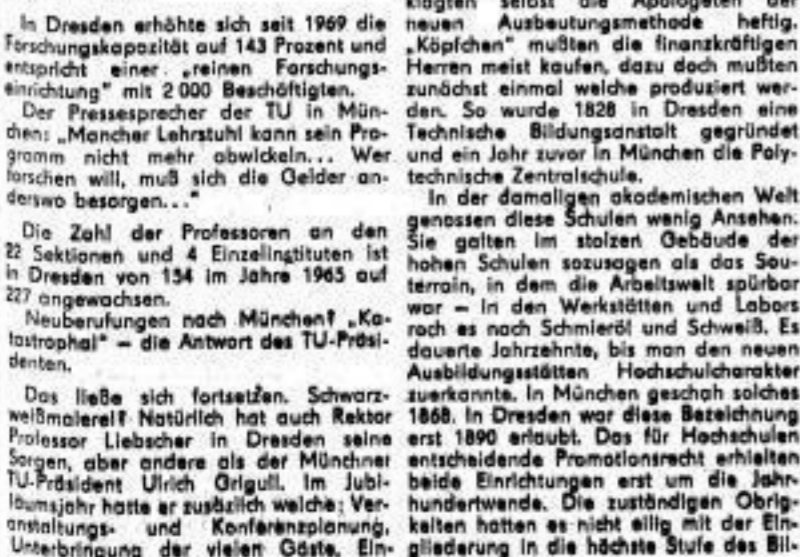 In Dresden erhöhte sich seit 1969 die
Forschungskapazität auf 143 Prozent und
entspricht einer „reinen Forschungs-
einrichtung" mit 2 000 Beschäftigten.
Der Pressesprecher der TU in Mün-
chen: „Mancher Lehrstuhl kann sein Pro-
gramm nicht mehr abwickeln... Wer
forschen will, muß sich die Gelder an-
derswo besorgen..."
Die Zahl der Professoren an den
22 Sektionen und 4 Einzelinstituten ist
in Dresden von 154 im Jahre 1965 auf
227 angewachsen.
Neuberufungen nach München? „Ka-
tastrophal" – die Antwort des TU-Präsi-
denten.
Das ließe sich fortsetzen. Schwarz-
weißmalerei? Natürlich hat auch Rektor
Professor Liebscher in Dresden seine
Sorgen, aber andere als der Münchner
TU-Präsident Ulrich Grigull. Im Jubi-
läumsjahr hatte er zusäzlich welche: Ver-
anstaltungs- und Konferenzplanung,
Unterbringung der vielen Gäste, Ein-
klagten selbst die Apologeten der
neuen Ausbeutungsmethode heftig.
„Köpfchen" mußten die finanzkräftigen
Herren meist kaufen, dazu doch mußten
zunächst einmal welche produziert wer-
den. So wurde 1828 in Dresden eine
Technische Bildungsanstalt gegründet
und ein Jahr zuvor in München die Poly-
technische Zentralschule.
In der damaligen akademischen Welt
genossen diese Schulen wenig Ansehen.
Sie galten im stolzen Gebäude der
hohen Schulen sozusagen als das Sou-
terrain, in dem die Arbeitswelt spürbar
war – in den Werkstätten und Labors
roch es nach Schmieröl und Schweiß. Es
dauerte Jahrzehnte, bis man den neuen
Ausbildungsstätten Hochschulcharakter
zuerkannte. In München geschah solches
1868. In Dresden war diese Bezeichnung
erst 1890 erlaubt. Das für Hochschulen
entscheidende Promotionsrecht erhielten
beide Einrichtungen erst um die Jahr-
hundertwende. Die zuständigen Obrig-
keiten hatten es nicht eilig mit der Ein-
gliederung in die höchste Stufe des Bil-